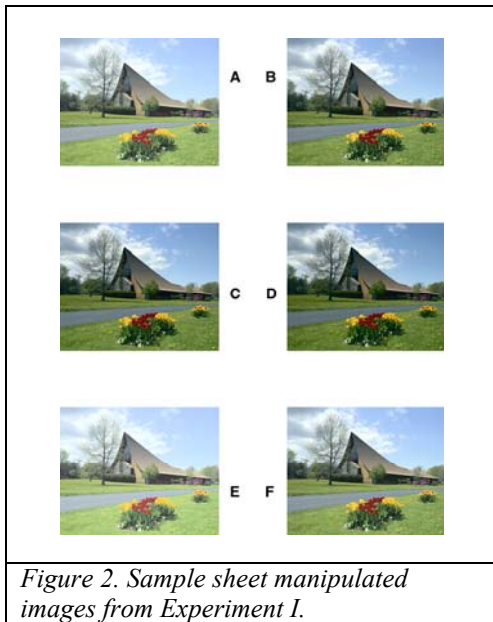 A B
C D
E F
Figure 2. Sample sheet manipulated
images from Experiment I.